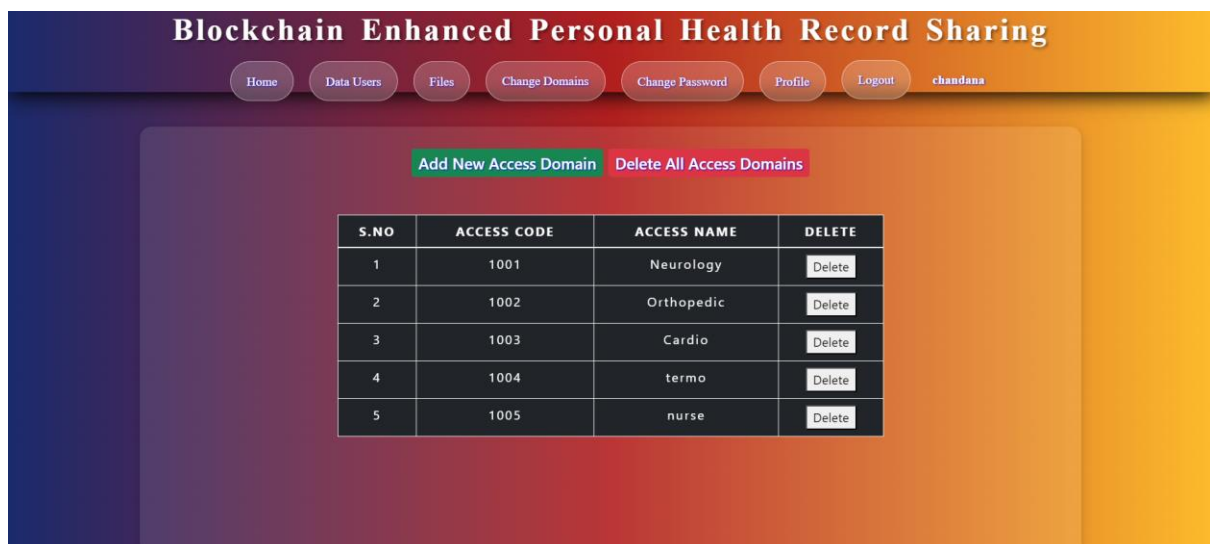 Blockchain Enhanced Personal Health Record Sharing
Home Data Users Files Change Domains Change Password Profile Logout chandana
Add New Access Domain Delete All Access Domains
S.NO ACCESS CODE ACCESS NAME DELETE
1 1001 Neurology Delete
2 1002 Orthopedic Delete
3 1003 Cardio Delete
4 1004 termo Delete
5 1005 nurse Delete